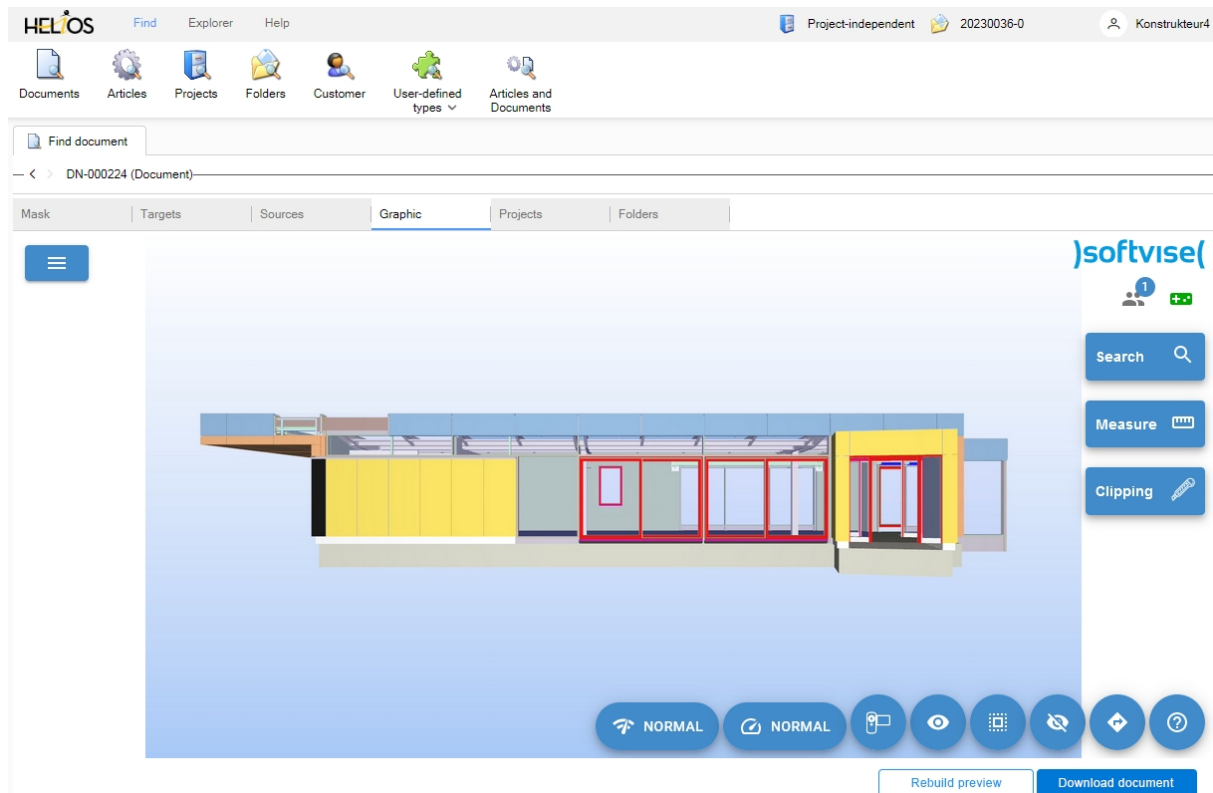 HELiOS Find Explorer Help Project-independent 20230036-0 Konstrukteur4
Documents Articles Projects Folders Customer User-defined types Articles and Documents
Find document
DN-000224 (Document)
Mask Targets Sources Graphic Projects Folders
)softvıse(
1
Search
Measure
Clipping
NORMAL NORMAL
Rebuild preview Download document